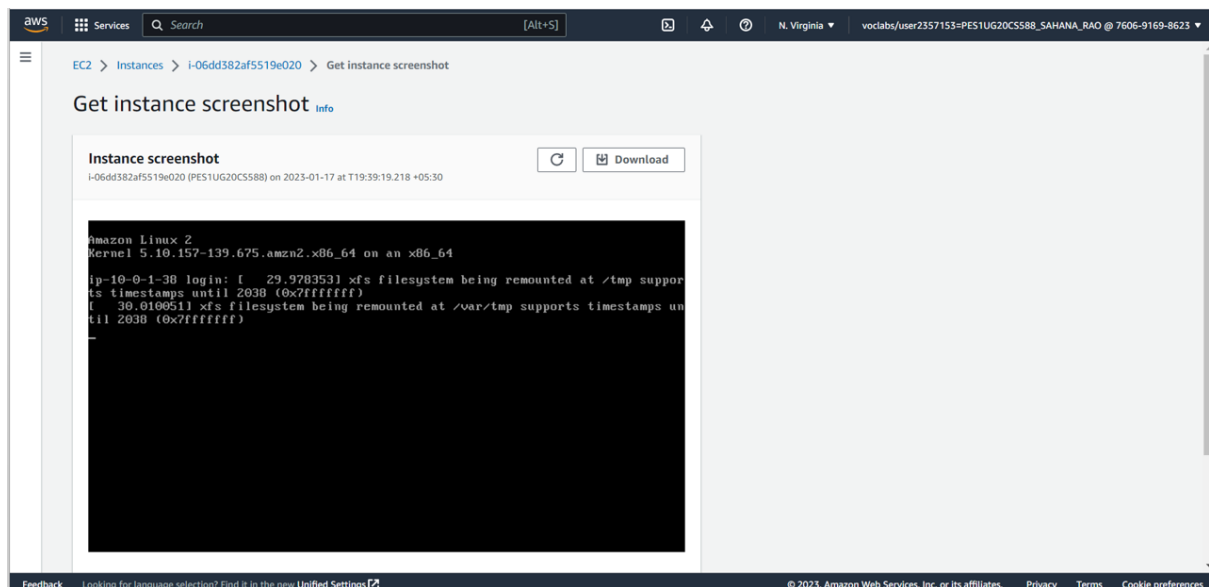 aws Services Search [Alt+S] N. Virginia voclabs/user2357153=PES1UG20CS588_SAHANA_RAO @ 7606-9169-8623
EC2 > Instances > i-06dd382af5519e020 > Get instance screenshot
Get instance screenshot Info
Instance screenshot
Download
i-06dd382af5519e020 (PES1UG20CS588) on 2023-01-17 at T19:39:19.218 +05:30
Amazon Linux 2
Kernel 5.10.157-139.675.amzn2.x86_64 on an x86_64
ip-10-0-1-38 login: [   29.978353] xfs filesystem being remounted at /tmp suppor
ts timestamps until 2038 (0x7fffffff)
[   30.010051] xfs filesystem being remounted at /var/tmp supports timestamps un
til 2038 (0x7fffffff)
Feedback Looking for language selection? Find it in the new Unified Settings © 2023, Amazon Web Services, Inc. or its affiliates. Privacy Terms Cookie preferences